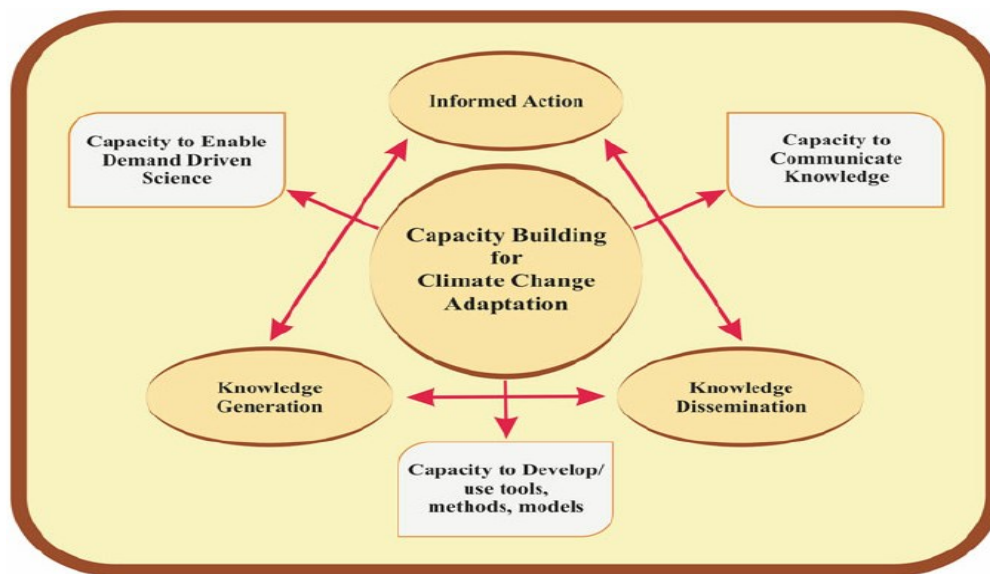 Informed Action
Capacity to Enable
Demand Driven
Science
Capacity to
Communicate
Knowledge
Capacity Building
for
Climate Change
Adaptation
Knowledge
Generation
Knowledge
Dissemination
Capacity to Develop/
use tools,
methods, models